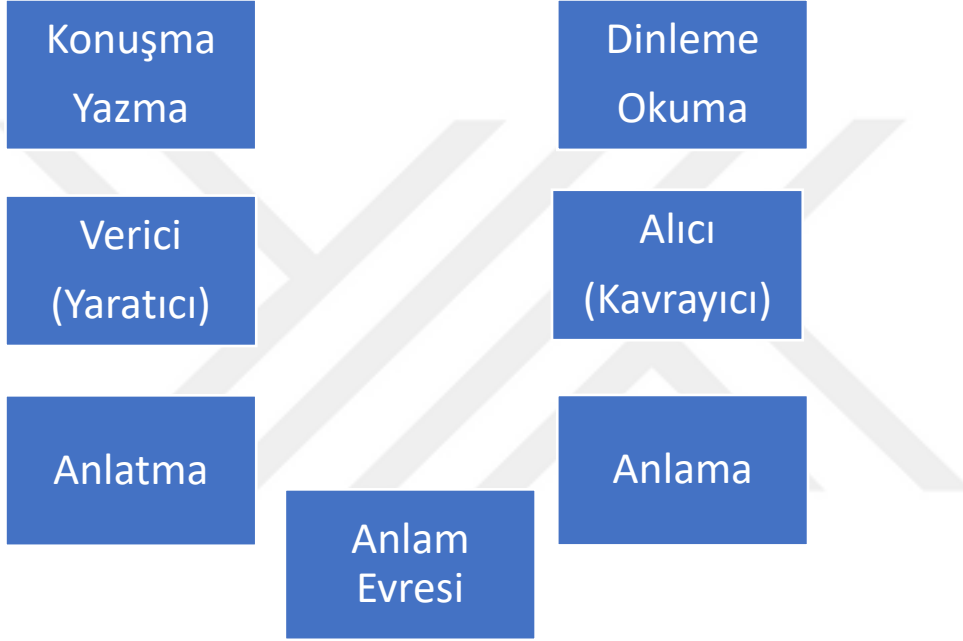 Konuşma
Yazma
Dinleme
Okuma
Verici
(Yaratıcı)
Alıcı
(Kavrayıcı)
Anlatma
Anlama
Anlam
Evresi